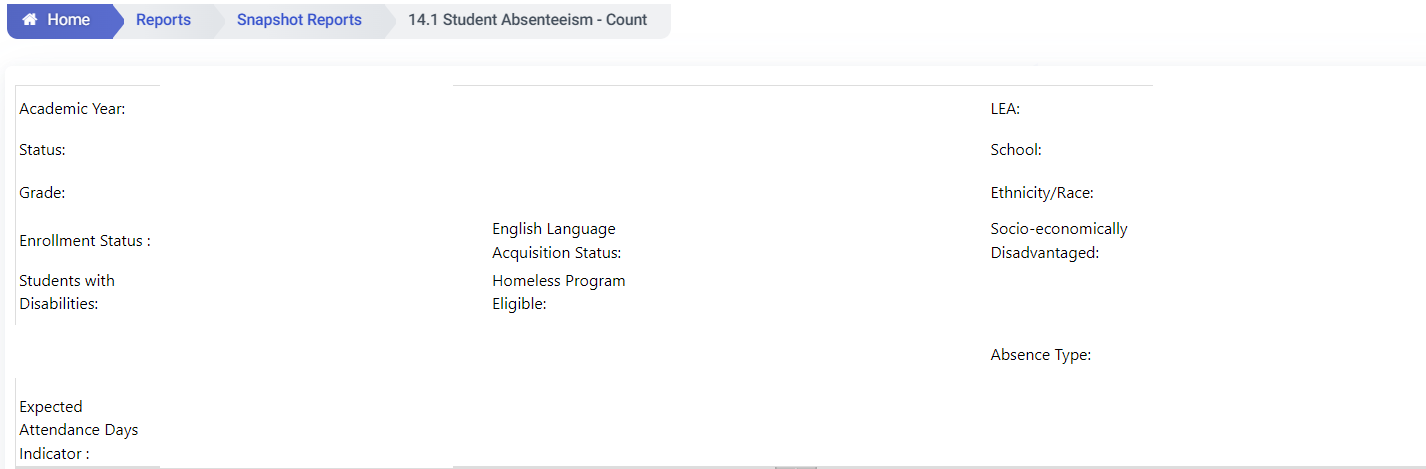 Home Reports Snapshot Reports 14.1 Student Absenteeism - Count
Academic Year: LEA:
Status: School:
Grade: Ethnicity/Race:
Enrollment Status :
English Language
Acquisition Status:
Socio-economically
Disadvantaged:
Students with
Disabilities:
Homeless Program
Eligible:
Absence Type:
Expected
Attendance Days
Indicator :